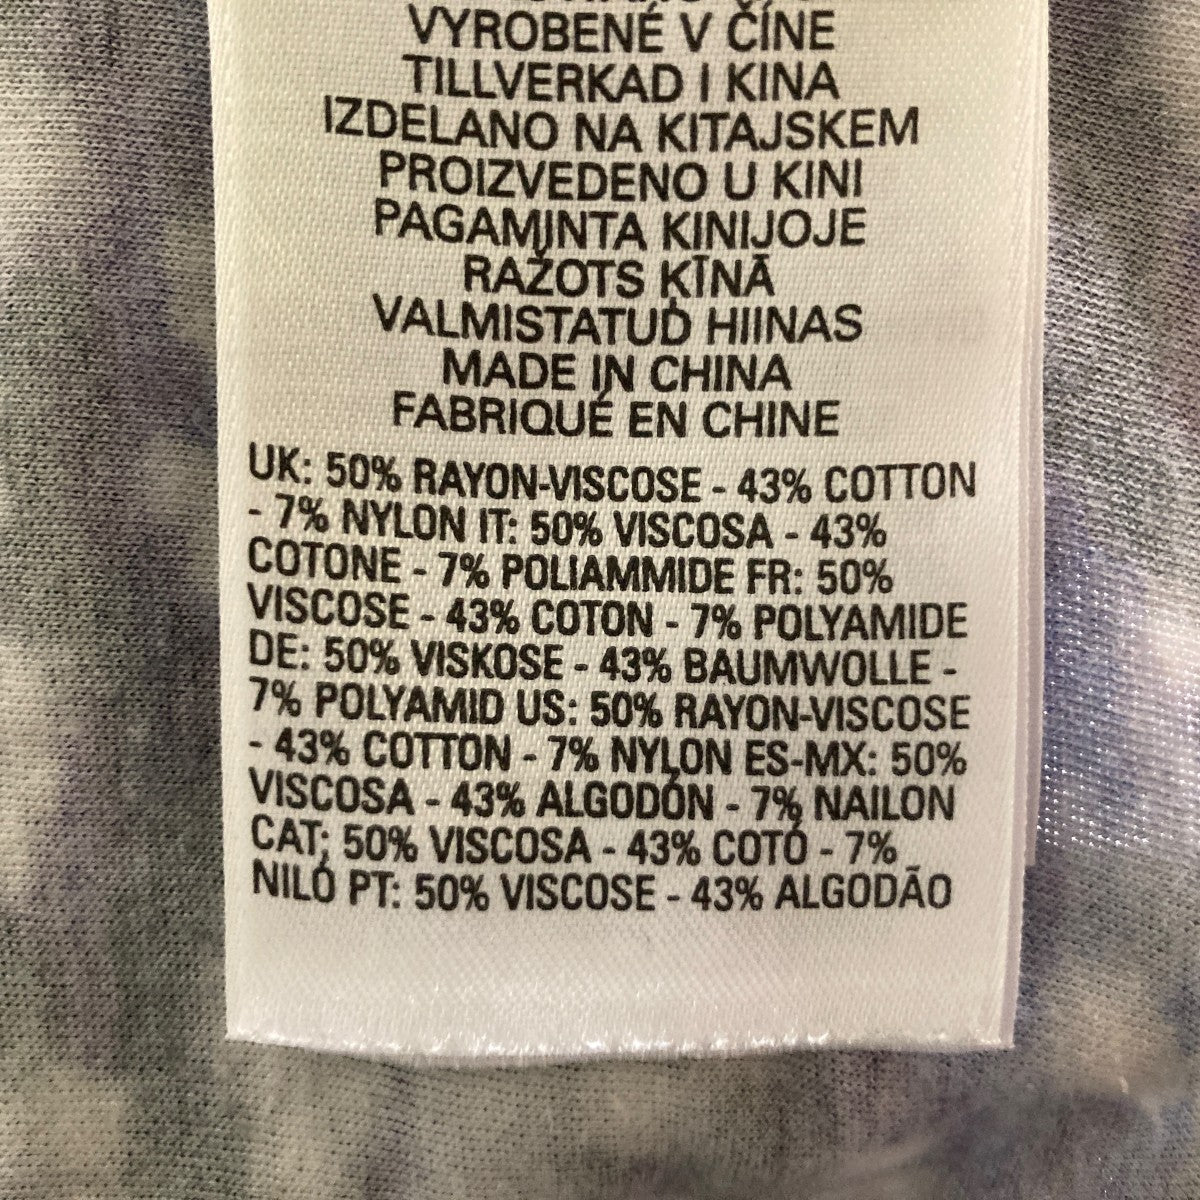 VYROBENÉ V ČÍNE
TILLVERKAD I KINA
IZDELANO NA KITAJSKEM
PROIZVEDENO U KINI
PAGAMINTA KINIJOJE
RAŽOTS ĶĪNĀ
VALMISTATUD HIINAS
MADE IN CHINA
FABRIQUÉ EN CHINE
UK: 50% RAYON-VISCOSE - 43% COTTON
- 7% NYLON IT: 50% VISCOSA - 43%
COTONE - 7% POLIAMMIDE FR: 50%
VISCOSE - 43% COTON - 7% POLYAMIDE
DE: 50% VISKOSE - 43% BAUMWOLLE -
7% POLYAMID US: 50% RAYON-VISCOSE
- 43% COTTON - 7% NYLON ES-MX: 50%
VISCOSA - 43% ALGODÓN - 7% NAILON
CAT: 50% VISCOSA - 43% COTÓ - 7%
NILÓ PT: 50% VISCOSE - 43% ALGODÃO